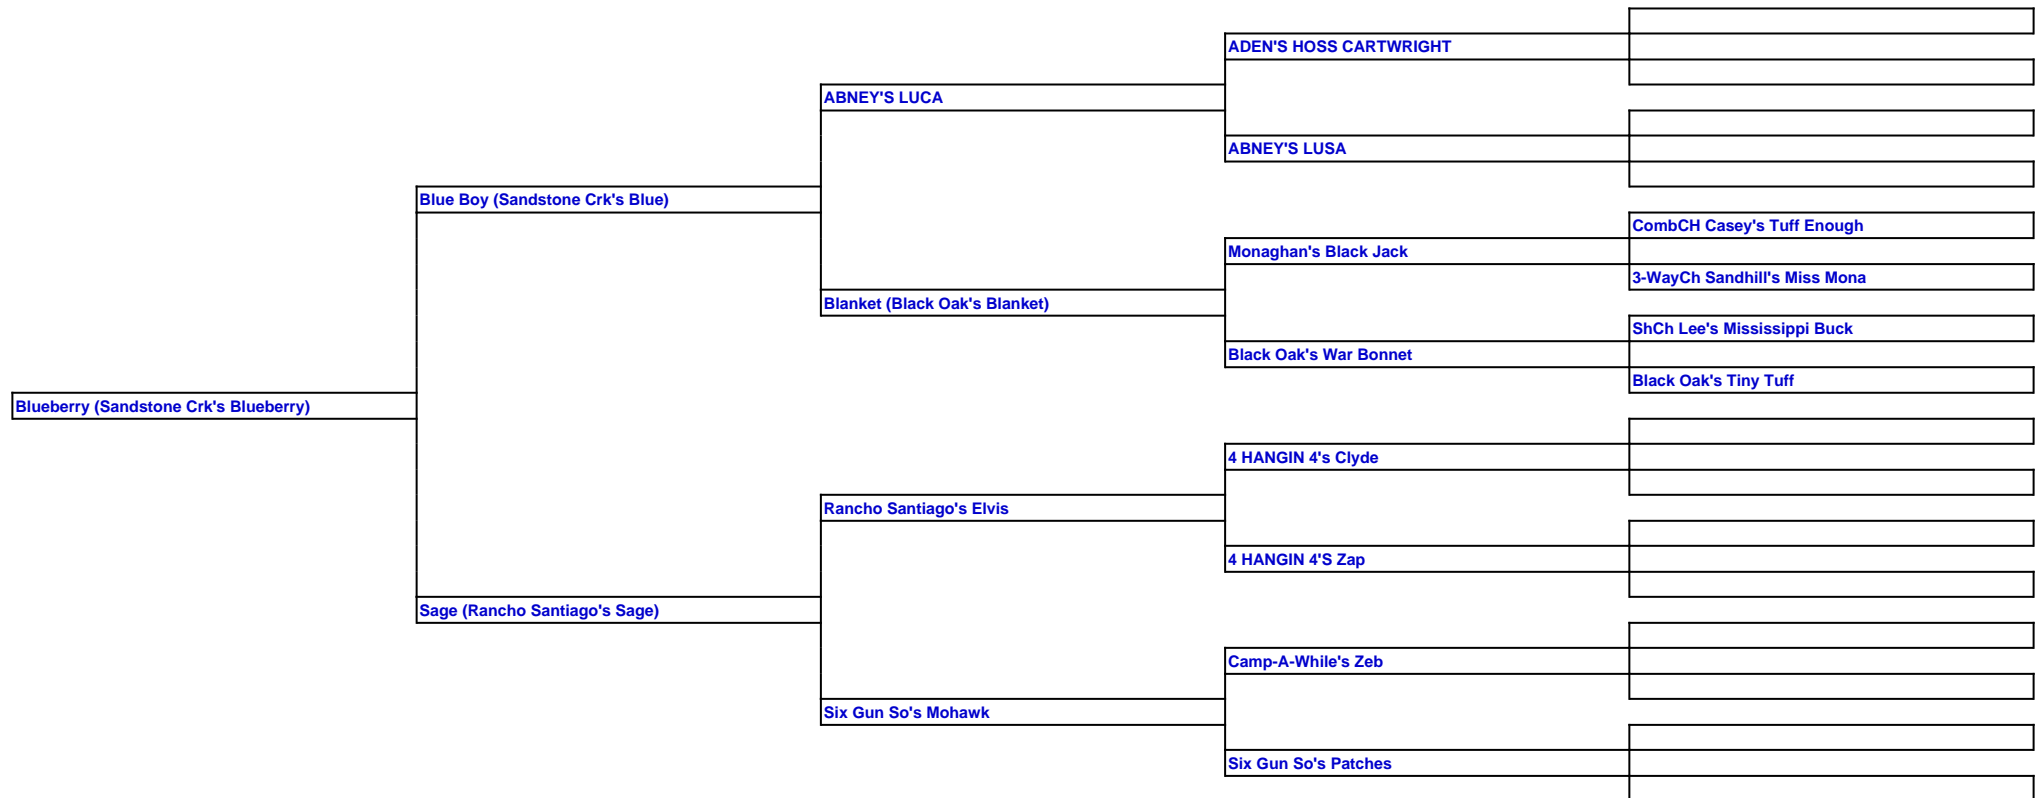 ADEN'S HOSS CARTWRIGHT
ABNEY'S LUCA
ABNEY'S LUSA
Blue Boy (Sandstone Crk's Blue)
CombCH Casey's Tuff Enough
Monaghan's Black Jack
3-WayCh Sandhill's Miss Mona
Blanket (Black Oak's Blanket)
ShCh Lee's Mississippi Buck
Black Oak's War Bonnet
Black Oak's Tiny Tuff
Blueberry (Sandstone Crk's Blueberry)
4 HANGIN 4's Clyde
Rancho Santiago's Elvis
4 HANGIN 4'S Zap
Sage (Rancho Santiago's Sage)
Camp-A-While's Zeb
Six Gun So's Mohawk
Six Gun So's Patches